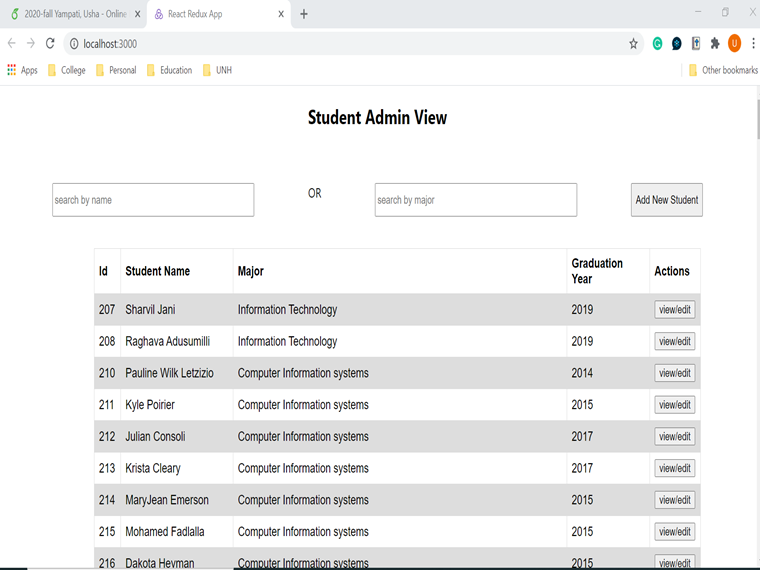 2020-fall Yampati, Usha - Online
React Redux App
localhost:3000
U
Apps College Personal Education UNH Other bookmarks
Student Admin View
search by name OR search by major Add New Student
Id Student Name Major Graduation Year Actions
207 Sharvil Jani Information Technology 2019 view/edit
208 Raghava Adusumilli Information Technology 2019 view/edit
210 Pauline Wilk Letzizio Computer Information systems 2014 view/edit
211 Kyle Poirier Computer Information systems 2015 view/edit
212 Julian Consoli Computer Information systems 2017 view/edit
213 Krista Cleary Computer Information systems 2017 view/edit
214 MaryJean Emerson Computer Information systems 2015 view/edit
215 Mohamed Fadlalla Computer Information systems 2015 view/edit
216 Dakota Heyman Computer Information systems 2015 view/edit